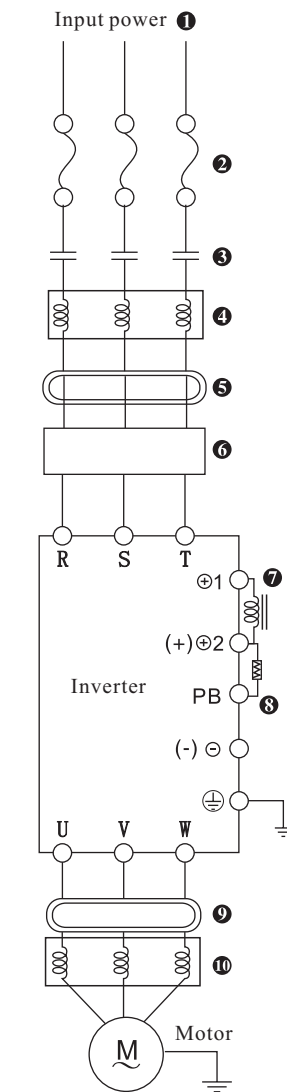 Input power ❶
❷
❸
❹
❺
❻
R S T
⊕1 ❼
(+) ⊕2
Inverter
PB ❽
(-) ⊖
U V W
❾
❿
Motor
M
~